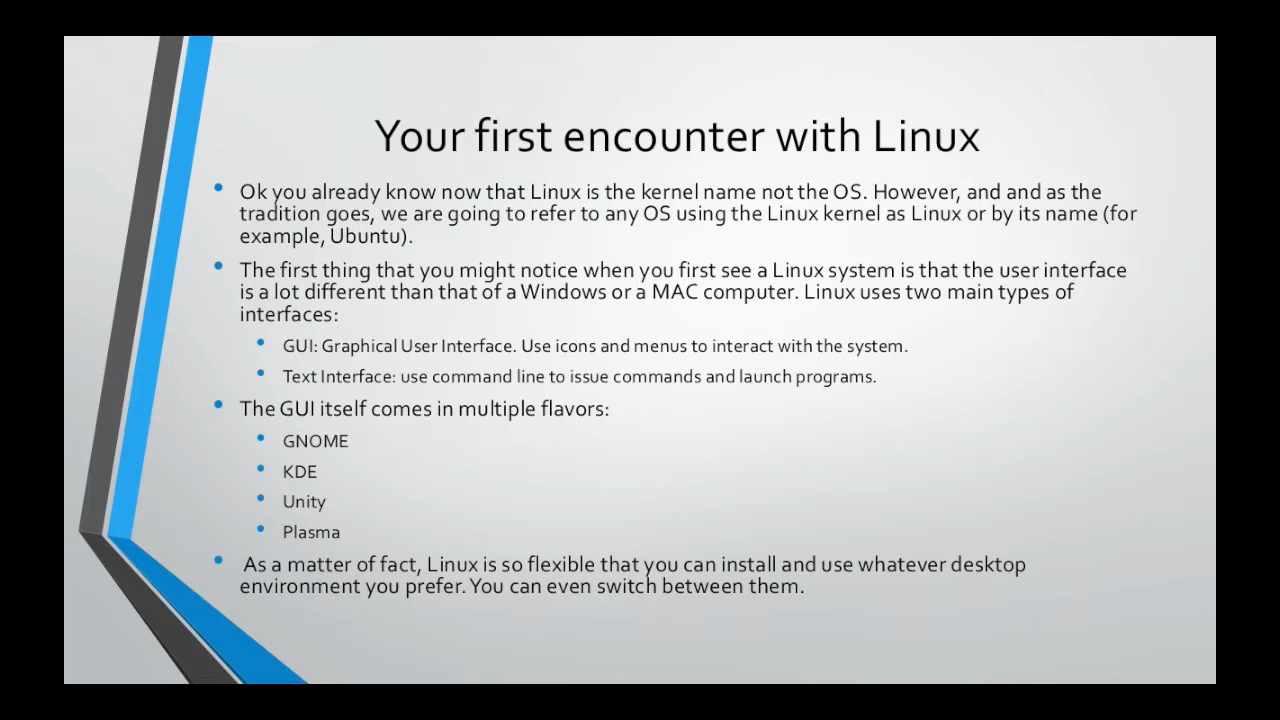 Your first encounter with Linux
Ok you already know now that Linux is the kernel name not the OS. However, and and as the
tradition goes, we are going to refer to any OS using the Linux kernel as Linux or by its name (for
example, Ubuntu).
The first thing that you might notice when you first see a Linux system is that the user interface
is a lot different than that of a Windows or a MAC computer. Linux uses two main types of
interfaces:
GUI: Graphical User Interface. Use icons and menus to interact with the system.
Text Interface: use command line to issue commands and launch programs.
The GUI itself comes in multiple flavors:
GNOME
KDE
Unity
Plasma
As a matter of fact, Linux is so flexible that you can install and use whatever desktop
environment you prefer. You can even switch between them.